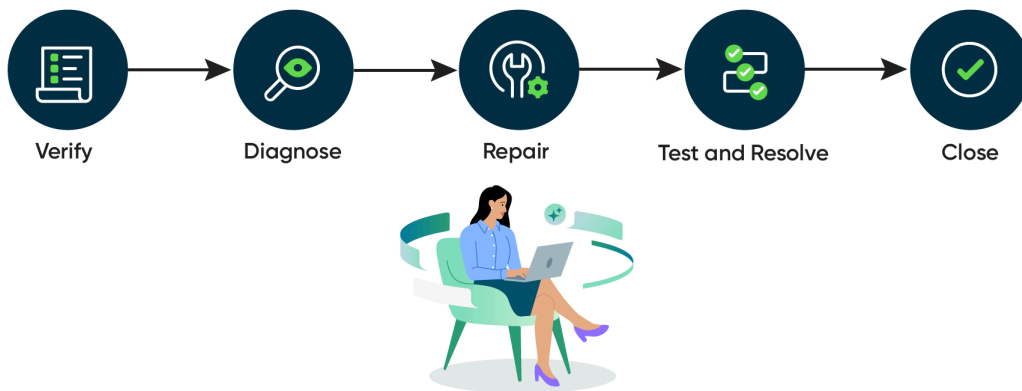 Verify
Diagnose
Repair
Test and Resolve
Close